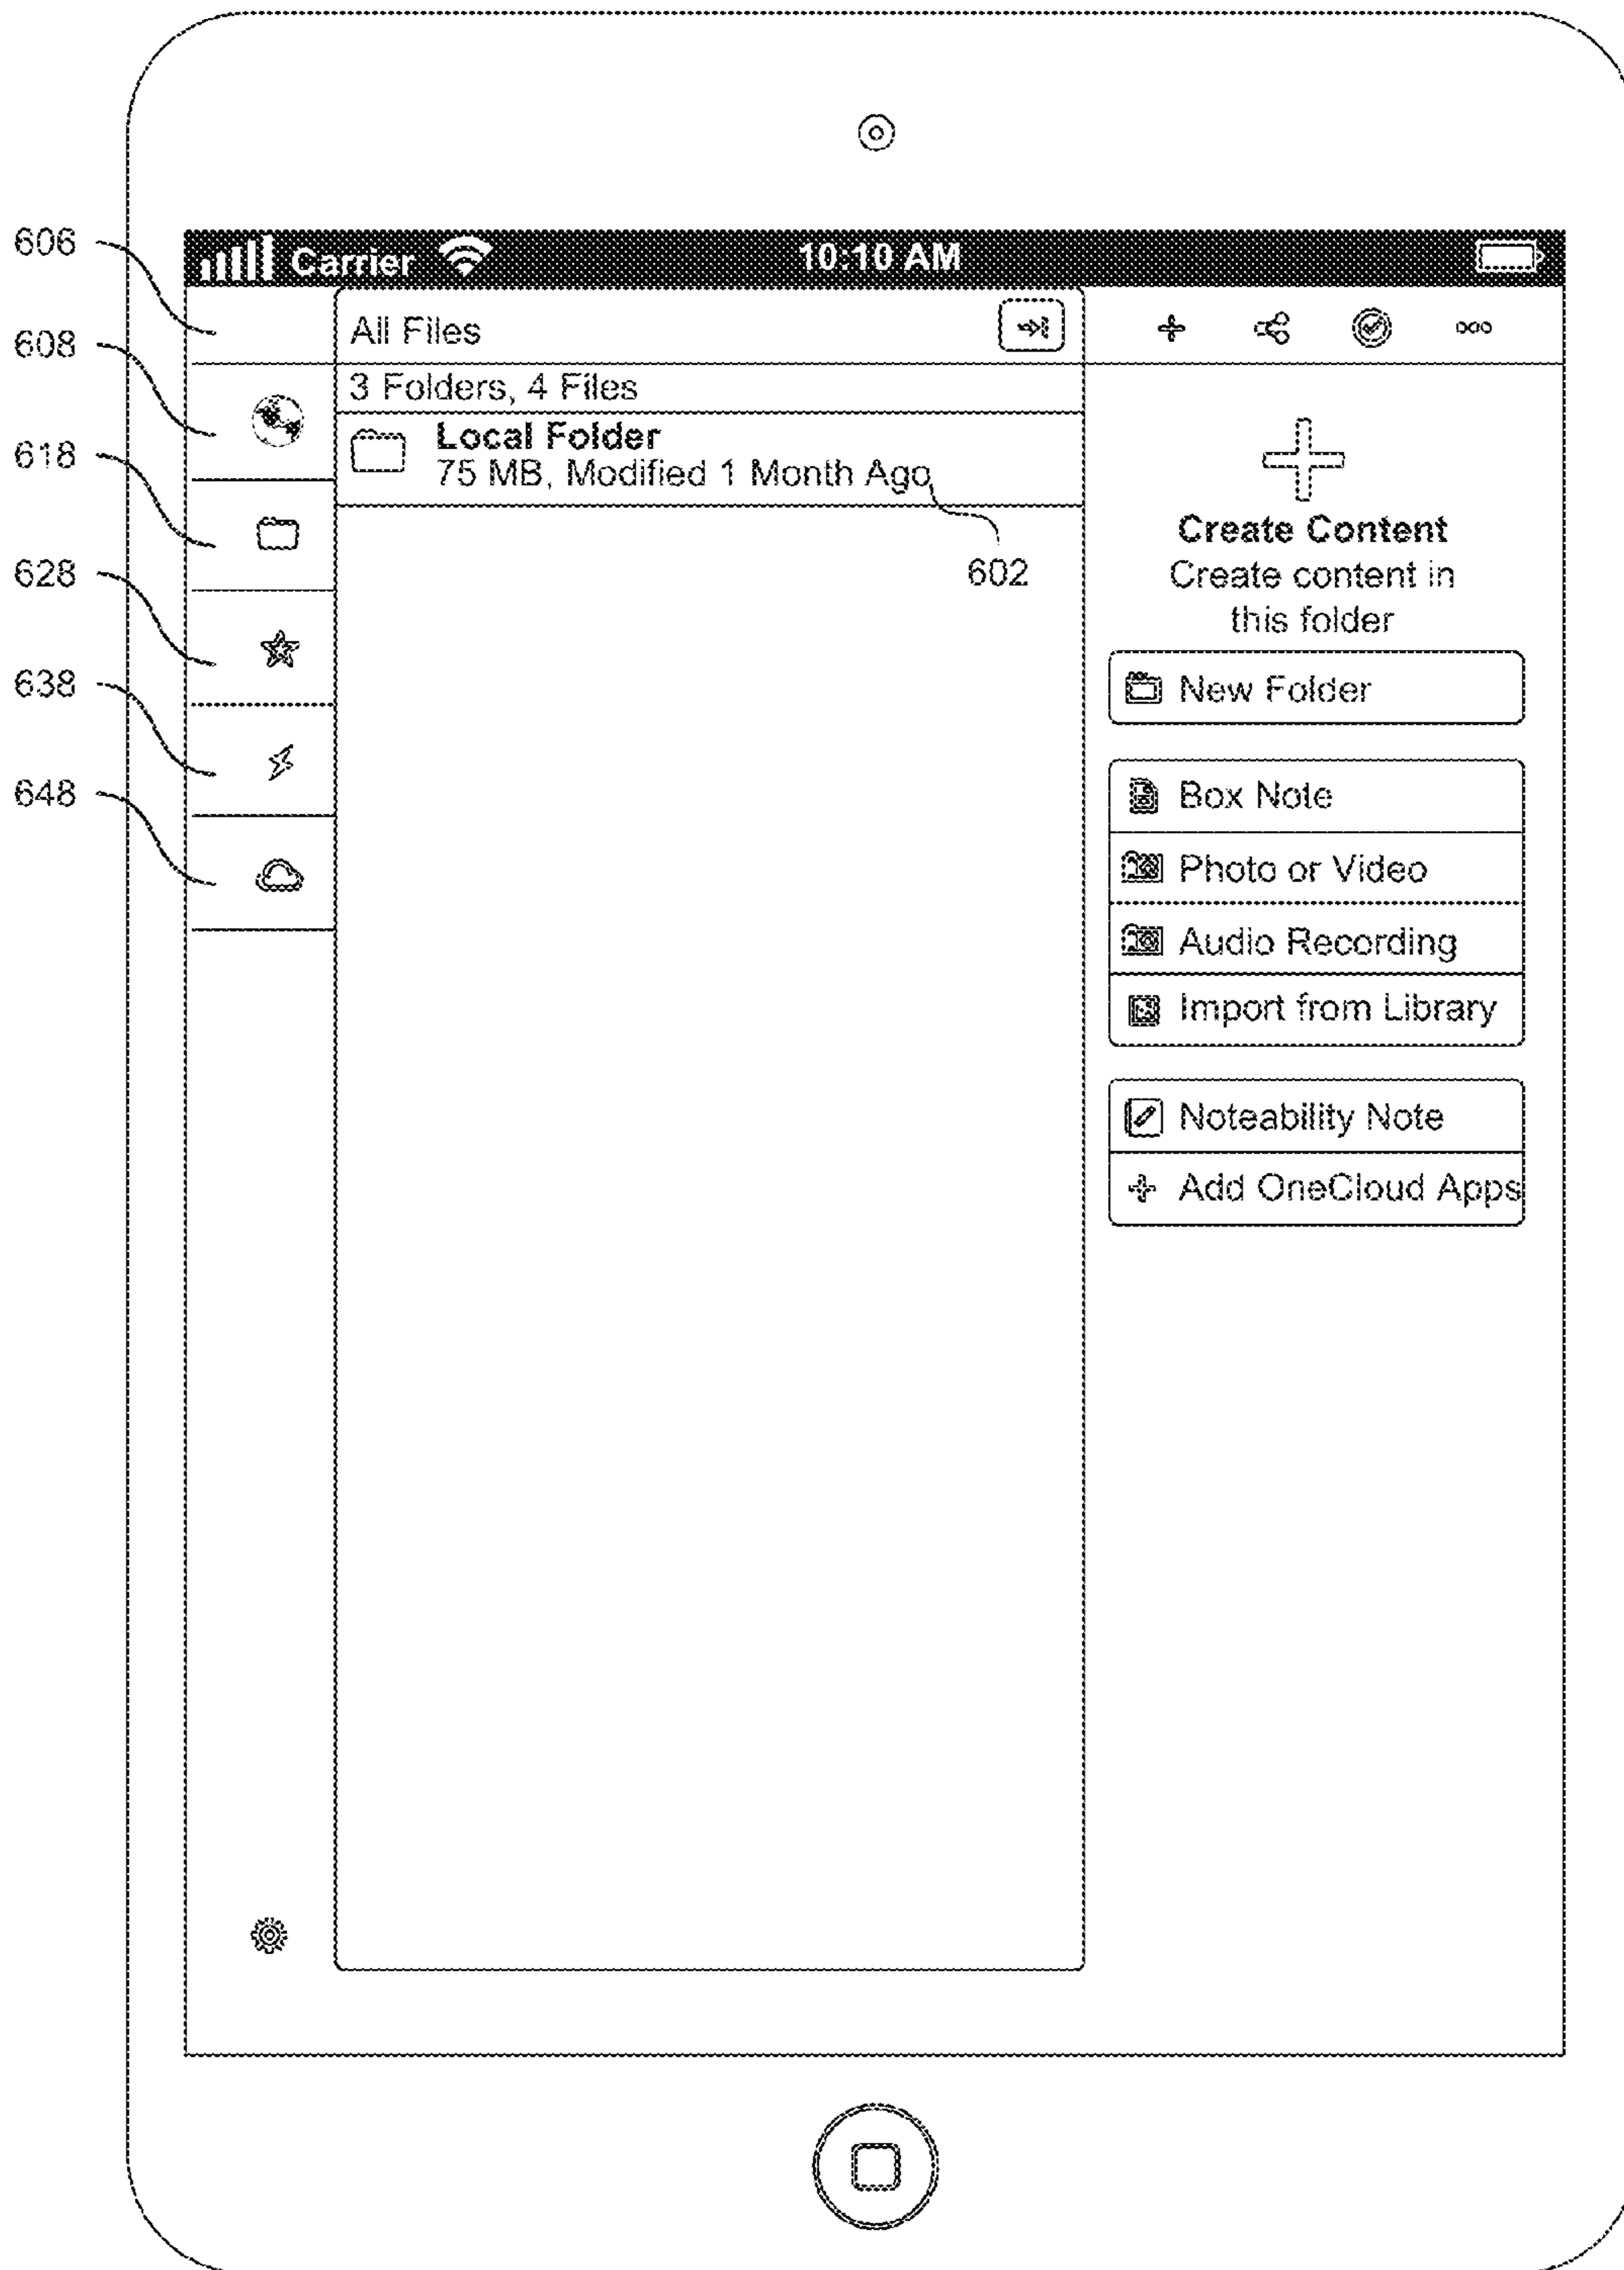 606
608
618
628
638
648
Carrier
10:10 AM
All Files
3 Folders, 4 Files
Local Folder
75 MB, Modified 1 Month Ago
602
Create Content
Create content in
this folder
New Folder
Box Note
Photo or Video
Audio Recording
Import from Library
Noteability Note
Add OneCloud Apps